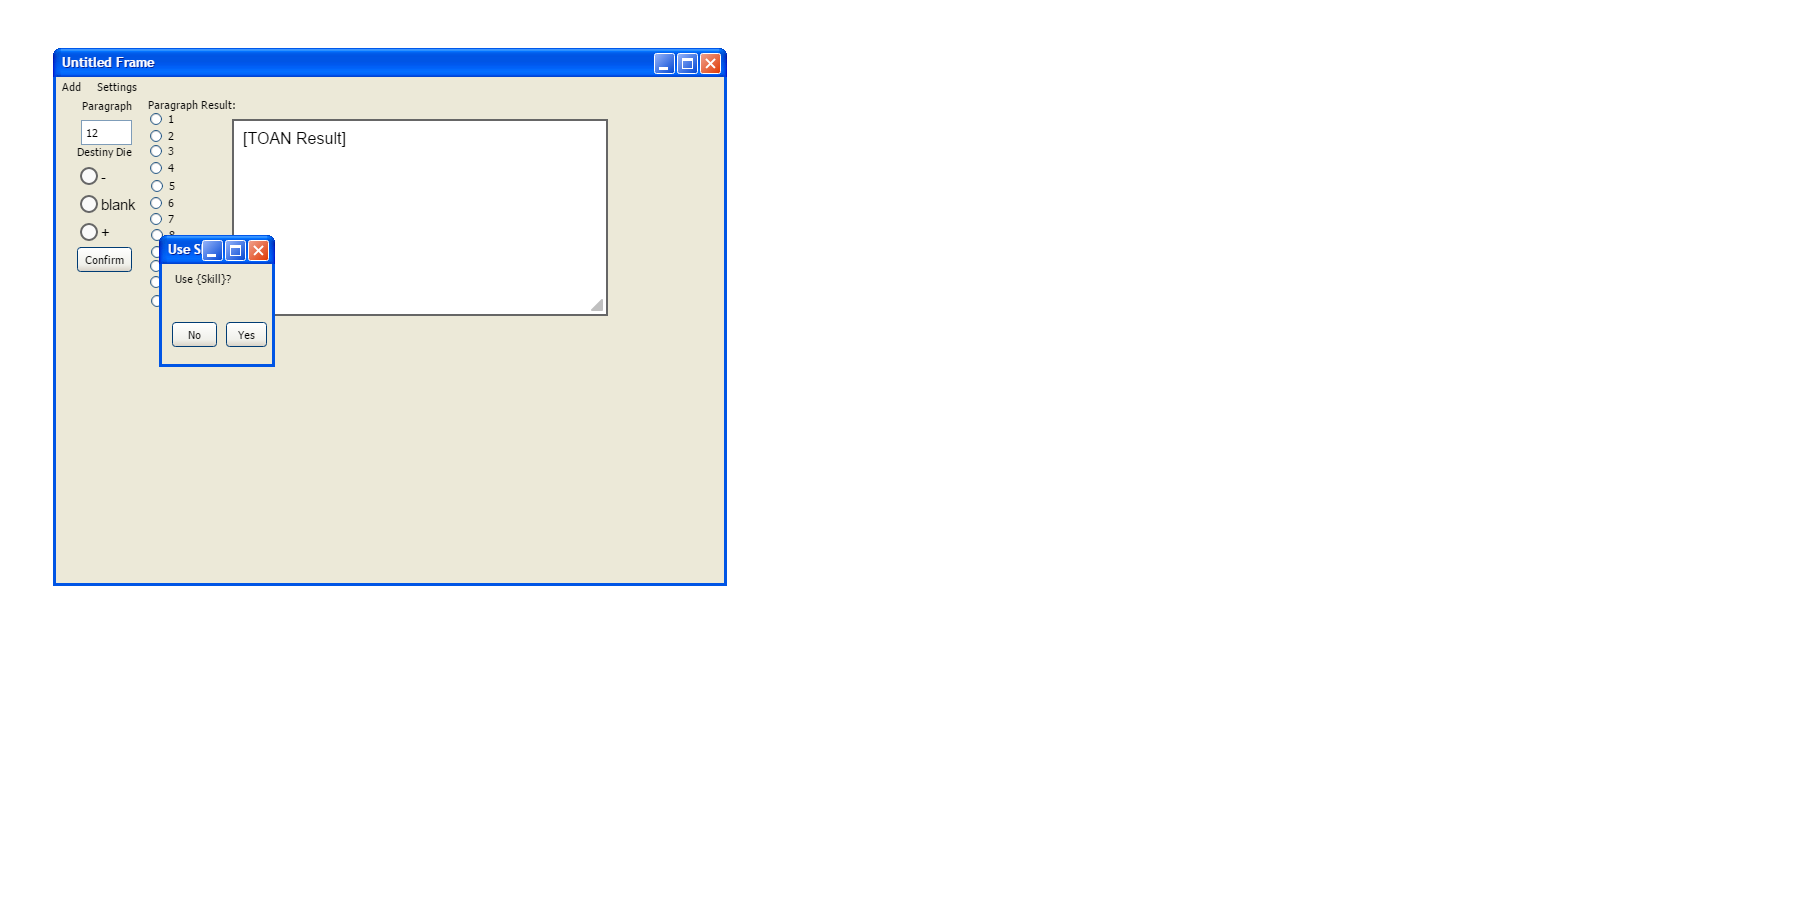 Untitled Frame
Add Settings
Paragraph
12
Destiny Die
-
blank
+
Confirm
Paragraph Result:
1
2
3
4
5
6
7
[TOAN Result]
Use S
Use {Skill}?
No Yes